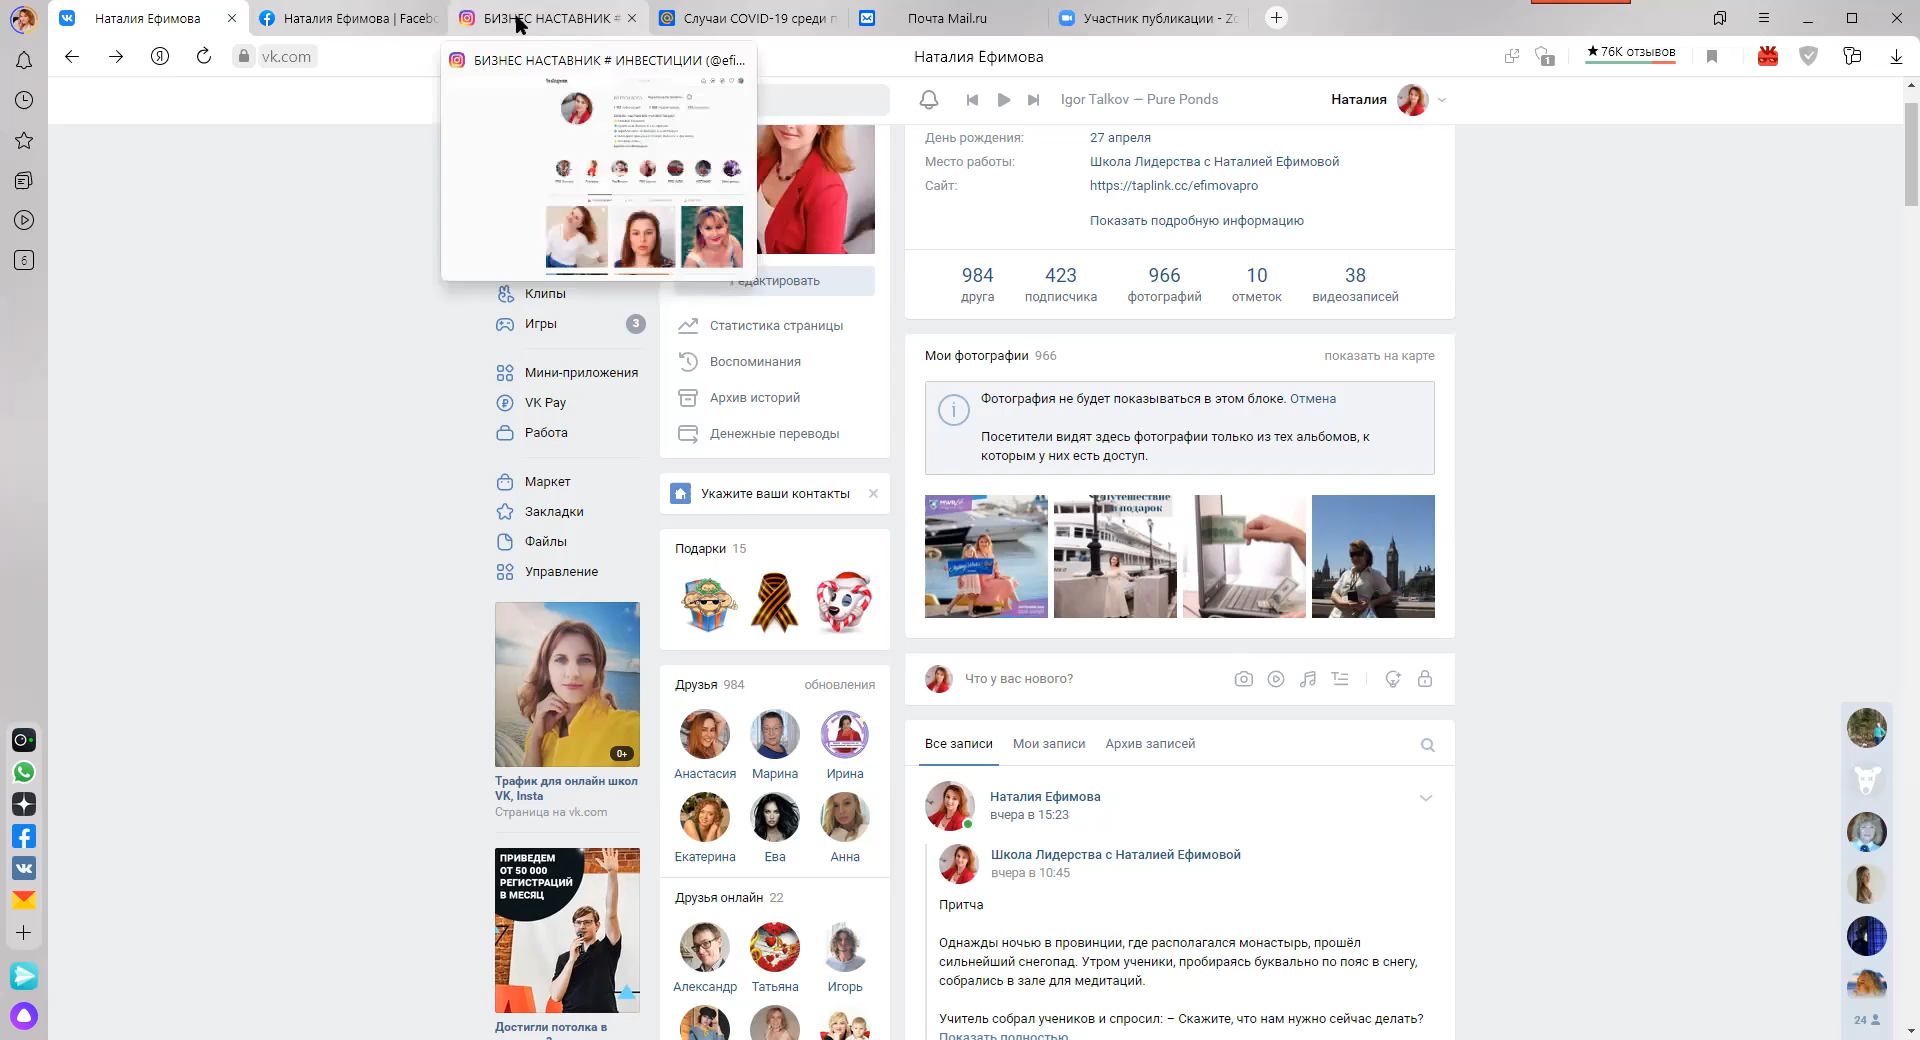 Наталия Ефимова
Наталия Ефимова | Faceb
БИЗНЕС НАСТАВНИК #
Случаи COVID-19 среди п
Почта Mail.ru
Участник публикации - Zo
vk.com
Наталия Ефимова
1
★ 76K отзывов
БИЗНЕС НАСТАВНИК # ИНВЕСТИЦИИ (@efi...
Igor Talkov — Pure Ponds
Наталия
6
День рождения:
27 апреля
Место работы:
Школа Лидерства с Наталией Ефимовой
Сайт:
https://taplink.cc/efimovapro
Показать подробную информацию
984
друга
423
подписчика
966
фотографий
10
отметок
38
видеозаписей
Клипы
Игры
3
Мини-приложения
VK Pay
Работа
Маркет
Закладки
Файлы
Управление
0+
Трафик для онлайн школ
VK, Insta
Страница на vk.com
ПРИВЕДЕМ
ОТ 50 000
РЕГИСТРАЦИЙ
В МЕСЯЦ
Достигли потолка в
Редактировать
Статистика страницы
Воспоминания
Архив историй
Денежные переводы
Укажите ваши контакты
Подарки 15
Друзья 984
обновления
Анастасия
Марина
Ирина
Екатерина
Ева
Анна
Друзья онлайн 22
Александр
Татьяна
Игорь
Мои фотографии 966
показать на карте
Фотография не будет показываться в этом блоке. Отмена
Посетители видят здесь фотографии только из тех альбомов, к
которым у них есть доступ.
Путешествие
в подарок
Что у вас нового?
Все записи
Мои записи
Архив записей
Наталия Ефимова
вчера в 15:23
Школа Лидерства с Наталией Ефимовой
вчера в 10:45
Притча
Однажды ночью в провинции, где располагался монастырь, прошёл
сильнейший снегопад. Утром ученики, пробираясь буквально по пояс в снегу,
собрались в зале для медитаций.
Учитель собрал учеников и спросил: – Скажите, что нам нужно сейчас делать?
Показать полностью
24